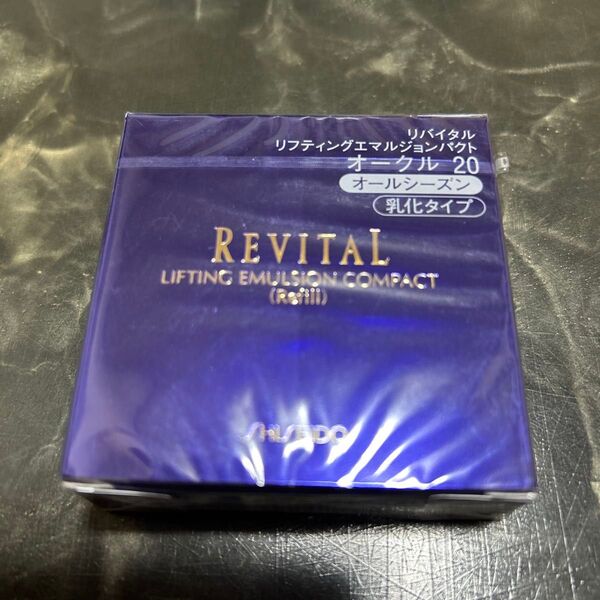 リバイタル
リフティングエマルジョンパクト
オークル 20
オールシーズン
乳化タイプ
REVITAL
LIFTING EMULSION COMPACT
(Refill)
SHISEIDO